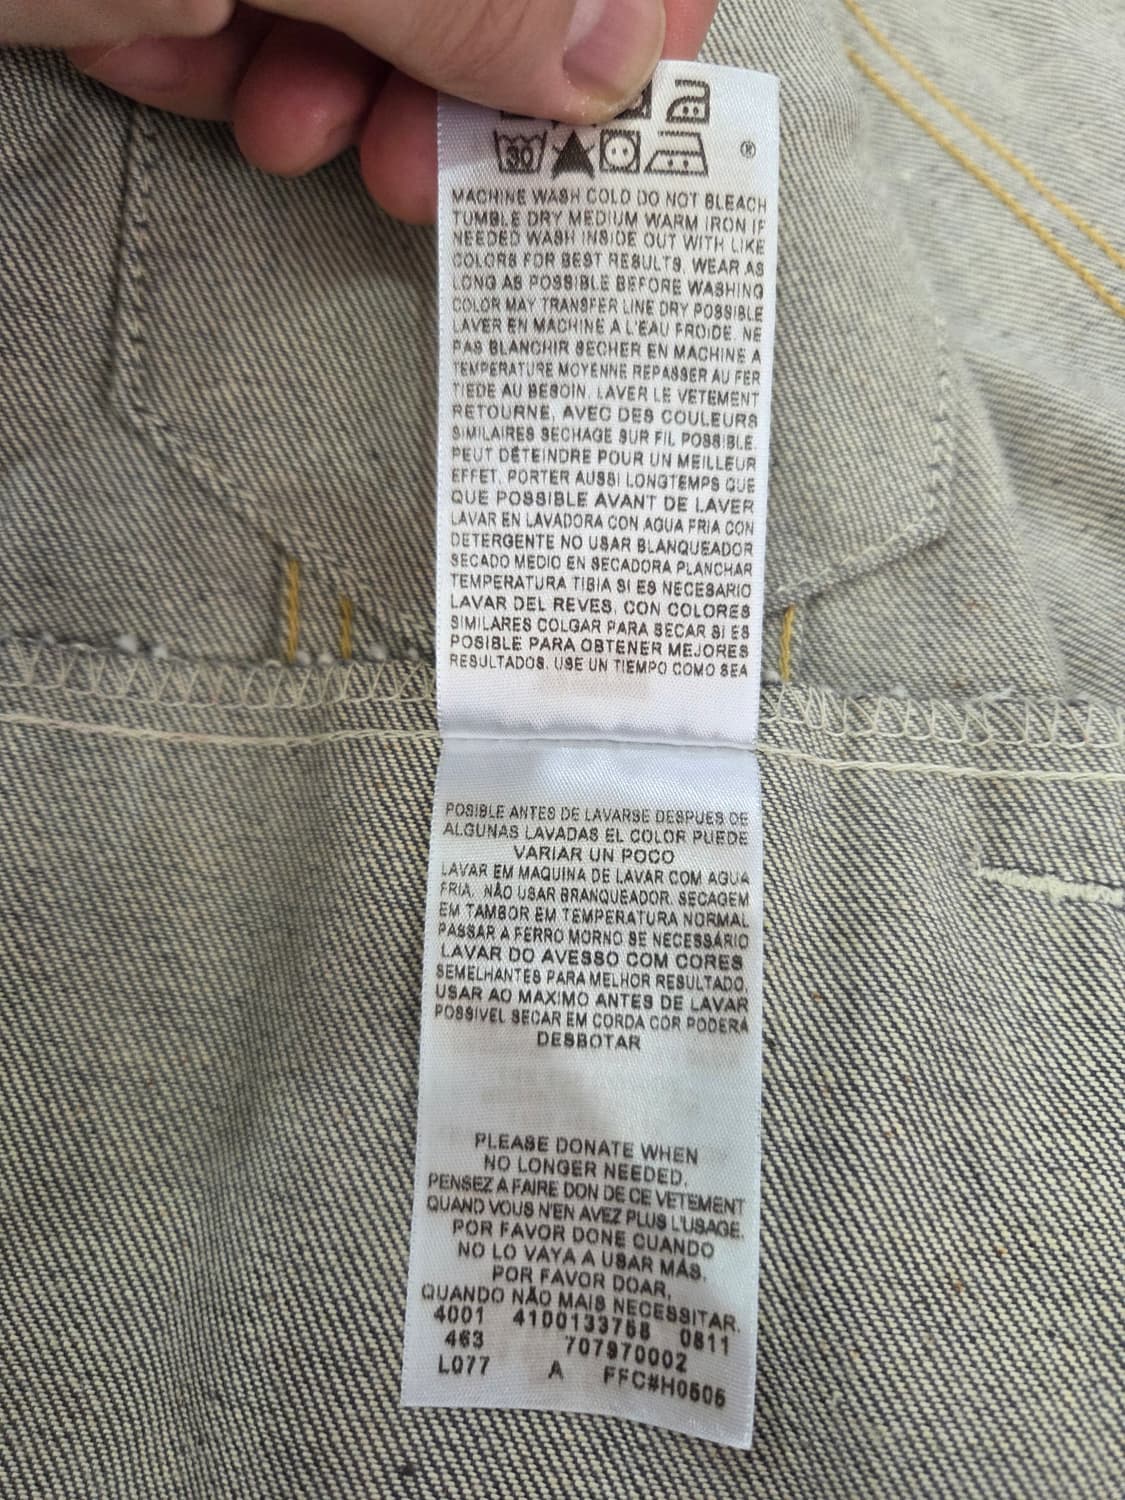 30 ®
MACHINE WASH COLD DO NOT BLEACH
TUMBLE DRY MEDIUM WARM IRON IF
NEEDED WASH INSIDE OUT WITH LIKE
COLORS FOR BEST RESULTS. WEAR AS
LONG AS POSSIBLE BEFORE WASHING
COLOR MAY TRANSFER LINE DRY POSSIBLE
LAVER EN MACHINE A L'EAU FROIDE. NE
PAS BLANCHIR SECHER EN MACHINE A
TEMPERATURE MOYENNE REPASSER AU FER
TIEDE AU BESOIN. LAVER LE VETEMENT
RETOURNE, AVEC DES COULEURS
SIMILAIRES SECHAGE SUR FIL POSSIBLE.
PEUT DÉTEINDRE POUR UN MEILLEUR
EFFET, PORTER AUSSI LONGTEMPS QUE
QUE POSSIBLE AVANT DE LAVER
LAVAR EN LAVADORA CON AGUA FRIA CON
DETERGENTE NO USAR BLANQUEADOR
SECADO MEDIO EN SECADORA PLANCHAR
TEMPERATURA TIBIA SI ES NECESARIO
LAVAR DEL REVES, CON COLORES
SIMILARES COLGAR PARA SECAR SI ES
POSIBLE PARA OBTENER MEJORES
RESULTADOS. USE UN TIEMPO COMO SEA
POSIBLE ANTES DE LAVARSE DESPUES DE
ALGUNAS LAVADAS EL COLOR PUEDE
VARIAR UN POCO
LAVAR EM MAQUINA DE LAVAR COM AGUA
FRIA. NÃO USAR BRANQUEADOR. SECAGEM
EM TAMBOR EM TEMPERATURA NORMAL
PASSAR A FERRO MORNO SE NECESSÁRIO
LAVAR DO AVESSO COM CORES
SEMELHANTES PARA MELHOR RESULTADO,
USAR AO MAXIMO ANTES DE LAVAR
POSSIVEL SECAR EM CORDA COR PODERÁ
DESBOTAR
PLEASE DONATE WHEN
NO LONGER NEEDED.
PENSEZ A FAIRE DON DE CE VETEMENT
QUAND VOUS N'EN AVEZ PLUS L'USAGE.
POR FAVOR DONE CUANDO
NO LO VAYA A USAR MÁS.
POR FAVOR DOAR,
QUANDO NÃO MAIS NECESSITAR.
4001 4100133766 0811
463 707970002
L077 A FFC#H0506